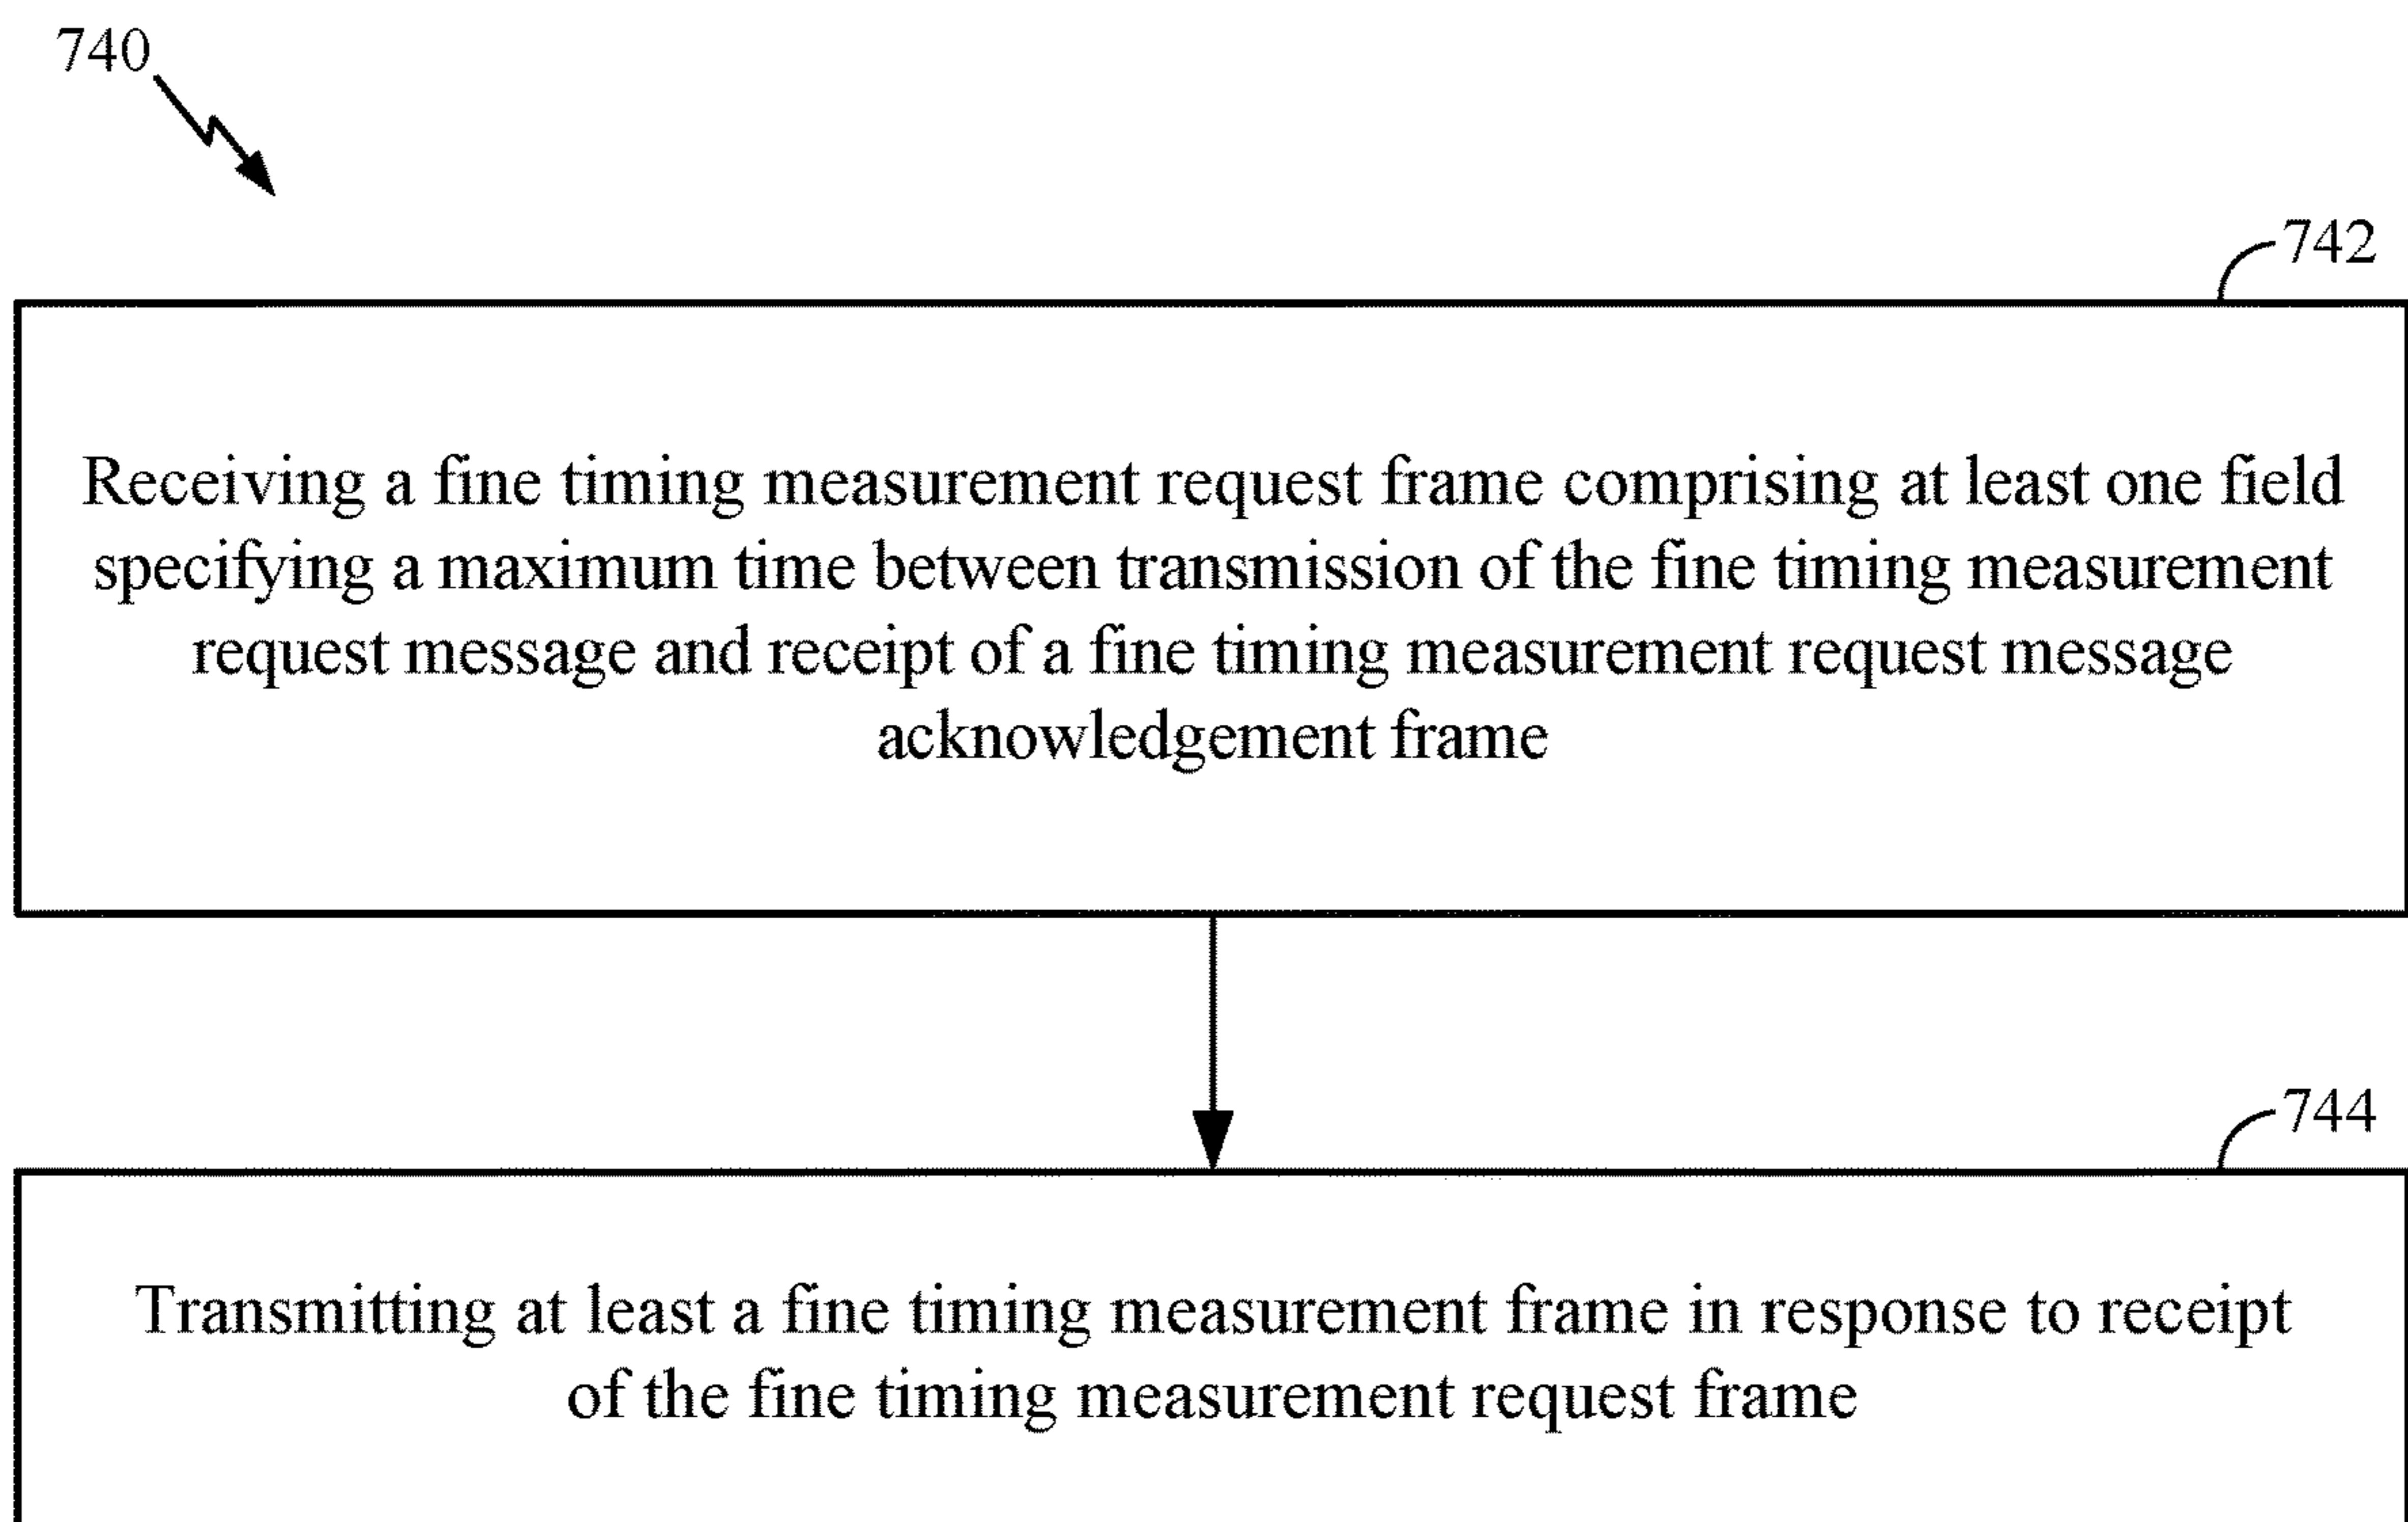 740
742
Receiving a fine timing measurement request frame comprising at least one field
specifying a maximum time between transmission of the fine timing measurement
request message and receipt of a fine timing measurement request message
acknowledgement frame
744
Transmitting at least a fine timing measurement frame in response to receipt
of the fine timing measurement request frame